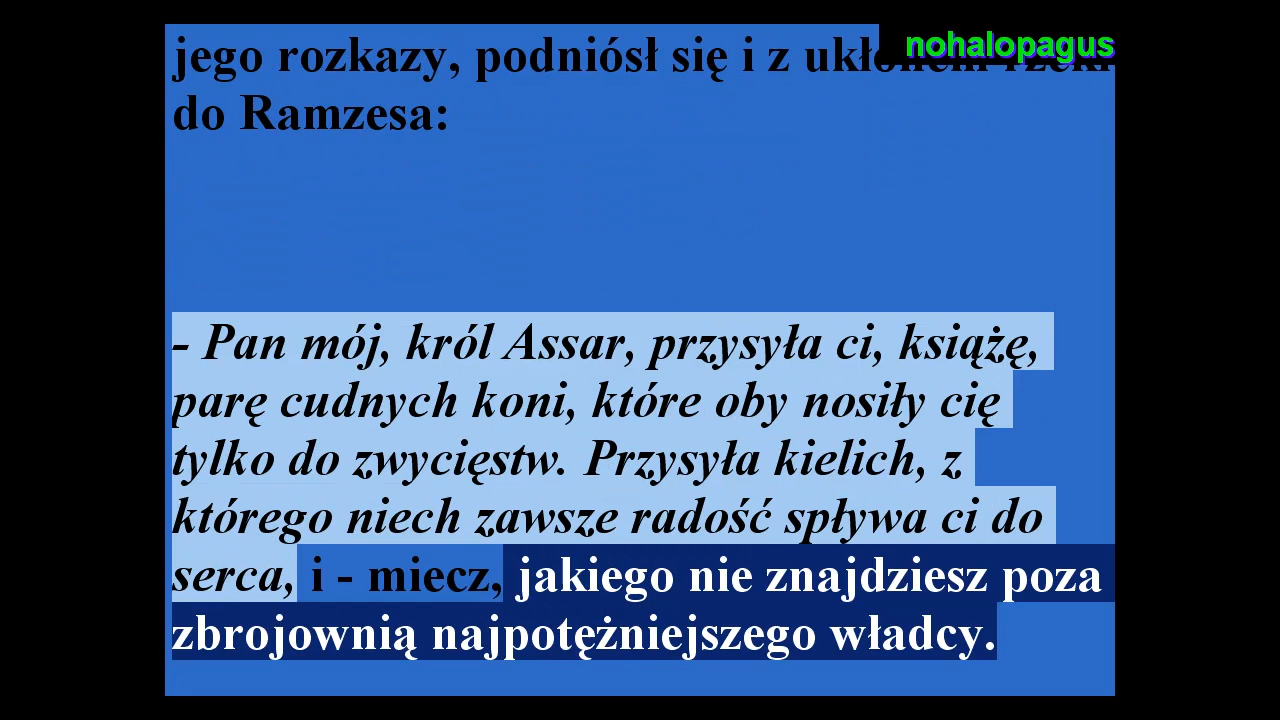 nohalopagus
jego rozkazy, podniósł się i z ukłonem rzekł
do Ramzesa:
- Pan mój, król Assar, przysyła ci, książę,
parę cudnych koni, które oby nosiły cię
tylko do zwycięstw. Przysyła kielich, z
którego niech zawsze radość spływa ci do
serca, i - miecz, jakiego nie znajdziesz poza
zbrojownią najpotężniejszego władcy.